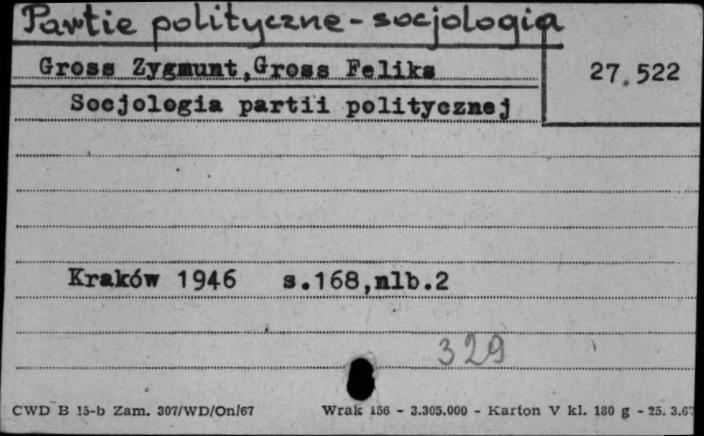 Partie polityczne - socjologia
Gross Zygmunt,Gross Feliks
27.522
Socjologia partii politycznej
Kraków 1946 s.168,nlb.2
329
CWD B 15-b Zam. 307/WD/On/67 Wrak 156 - 3.305.000 - Karton V kl. 180 g - 25. 3.67